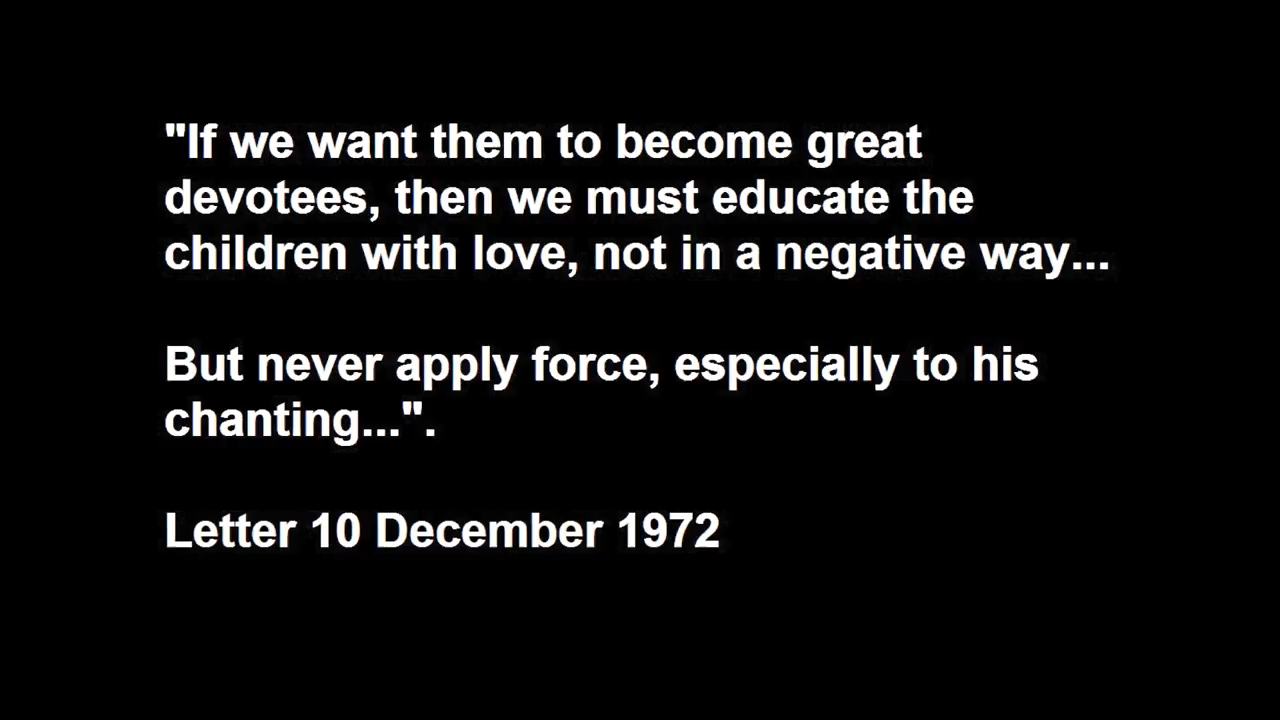 "If we want them to become great
devotees, then we must educate the
children with love, not in a negative way...
But never apply force, especially to his
chanting...".
Letter 10 December 1972